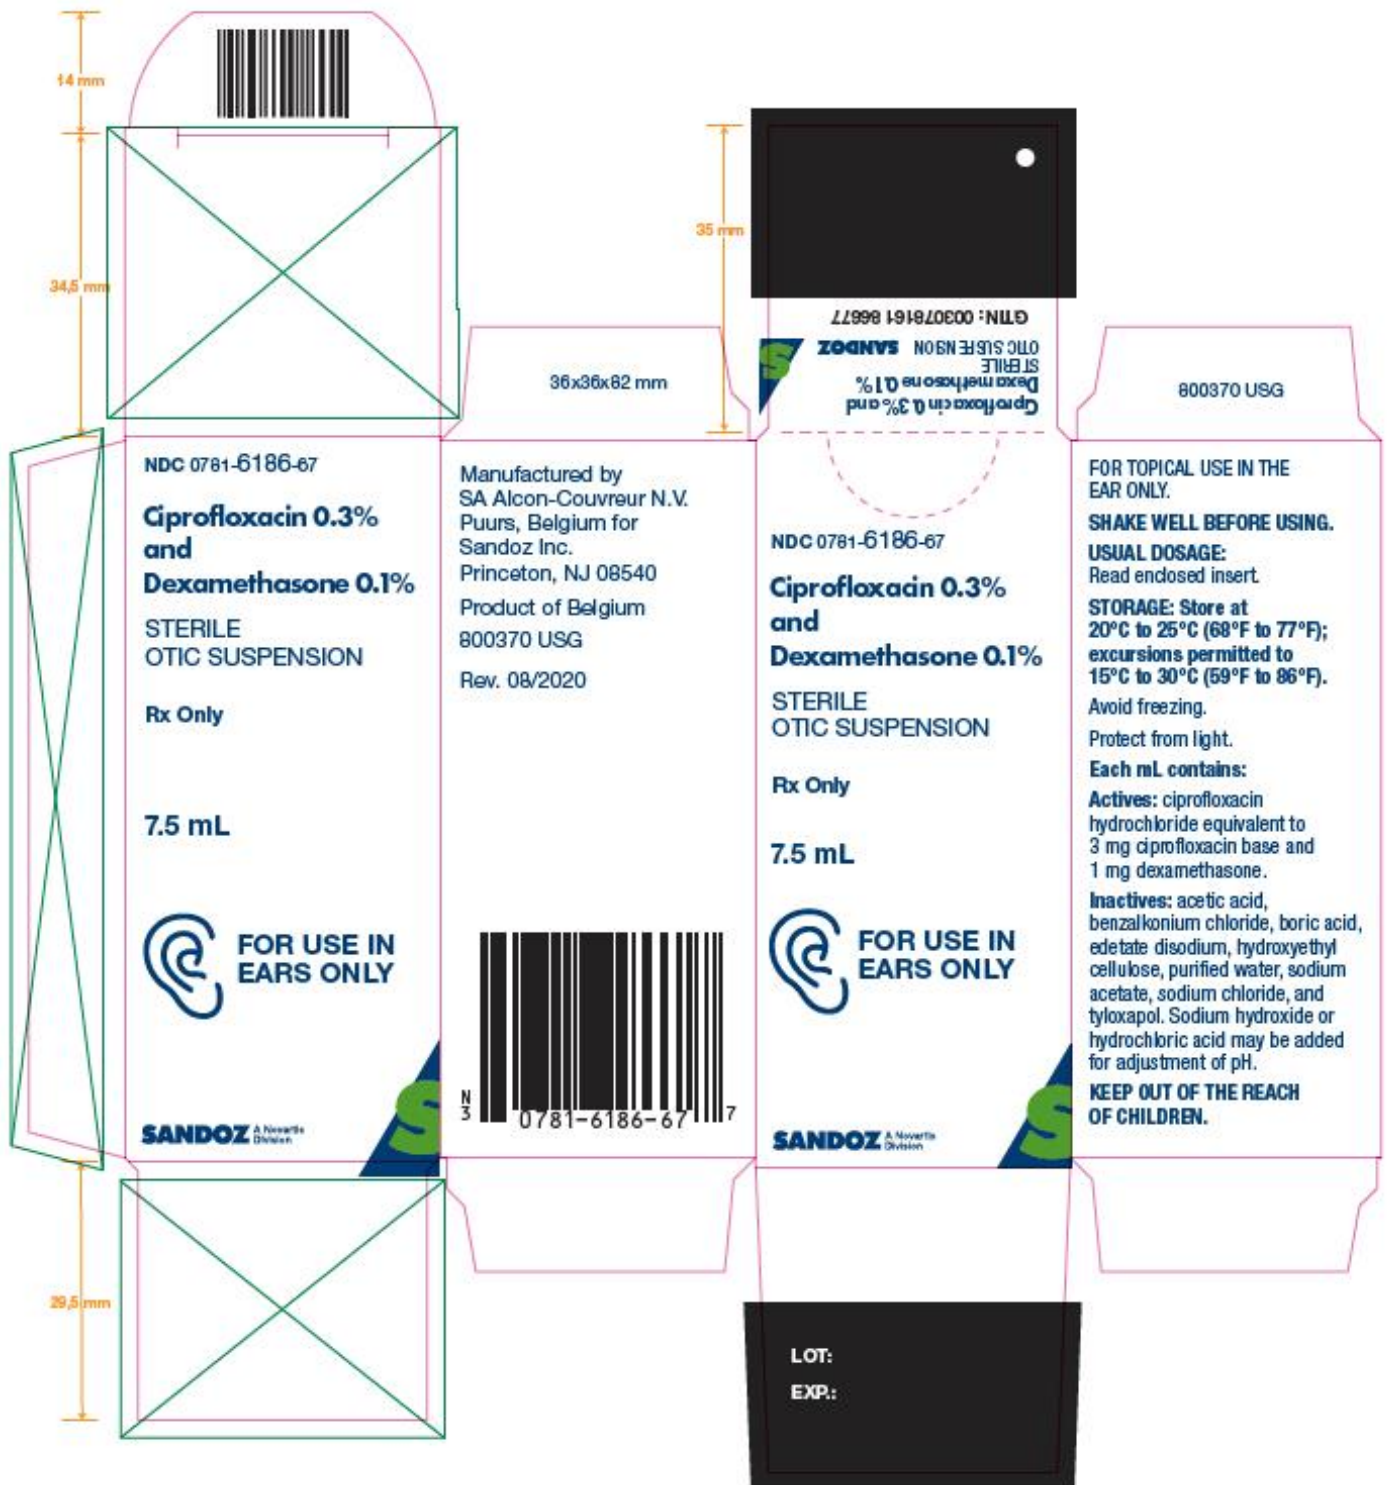 14 mm
34,5 mm
29,5 mm
NDC 0781-6186-67
Ciprofloxacin 0.3%
and
Dexamethasone 0.1%
STERILE
OTIC SUSPENSION
Rx Only
7.5 mL
FOR USE IN
EARS ONLY
SANDOZ A Novartis
Division
S
36x36x82 mm
Manufactured by
SA Alcon-Couvreur N.V.
Puurs, Belgium for
Sandoz Inc.
Princeton, NJ 08540
Product of Belgium
800370 USG
Rev. 08/2020
N
3
0781-6186-67
7
35 mm
Ciprofloxacin 0.3% and
Dexamethasone 0.1%
STERILE
OTIC SUSPENSION SANDOZ
S
GTIN: 00307816186677
NDC 0781-6186-67
Ciprofloxacin 0.3%
and
Dexamethasone 0.1%
STERILE
OTIC SUSPENSION
Rx Only
7.5 mL
FOR USE IN
EARS ONLY
SANDOZ A Novartis
Division
S
LOT:
EXP.:
800370 USG
FOR TOPICAL USE IN THE
EAR ONLY.
SHAKE WELL BEFORE USING.
USUAL DOSAGE:
Read enclosed insert.
STORAGE: Store at
20°C to 25°C (68°F to 77°F);
excursions permitted to
15°C to 30°C (59°F to 86°F).
Avoid freezing.
Protect from light.
Each mL contains:
Actives: ciprofloxacin
hydrochloride equivalent to
3 mg ciprofloxacin base and
1 mg dexamethasone.
Inactives: acetic acid,
benzalkonium chloride, boric acid,
edetate disodium, hydroxyethyl
cellulose, purified water, sodium
acetate, sodium chloride, and
tyloxapol. Sodium hydroxide or
hydrochloric acid may be added
for adjustment of pH.
KEEP OUT OF THE REACH
OF CHILDREN.